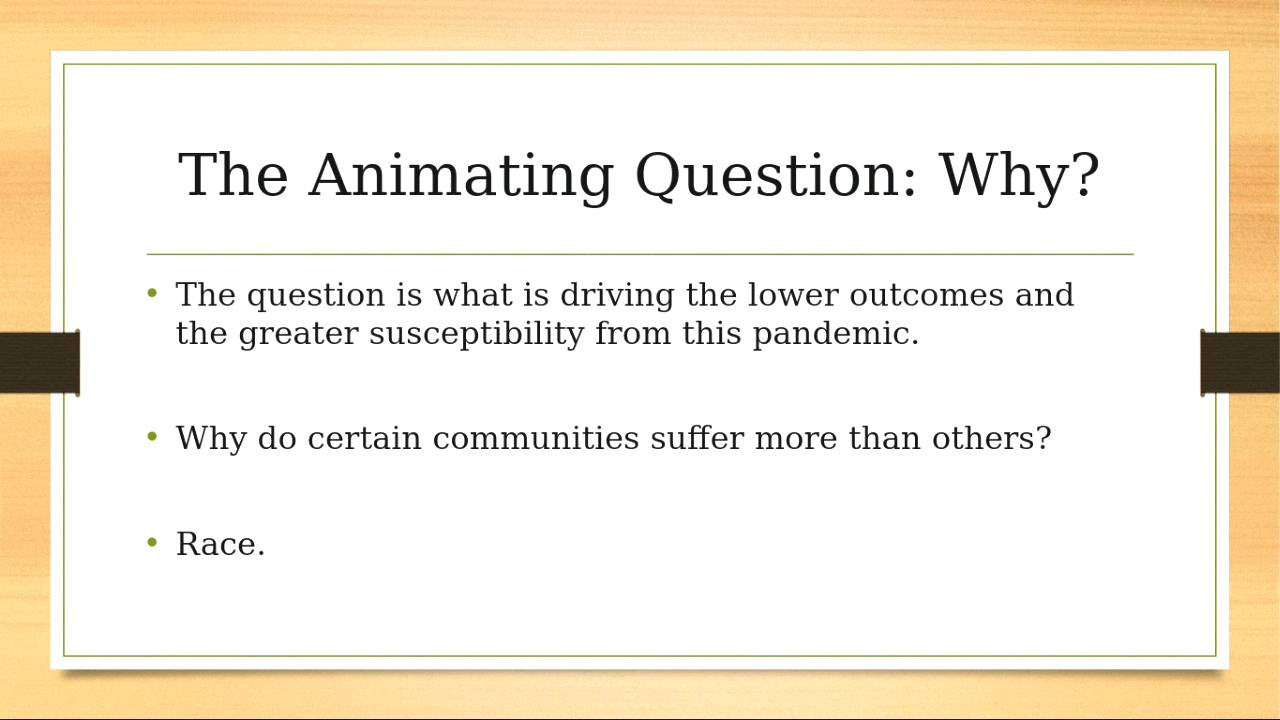 The Animating Question: Why?
• The question is what is driving the lower outcomes and
the greater susceptibility from this pandemic.
• Why do certain communities suffer more than others?
• Race.